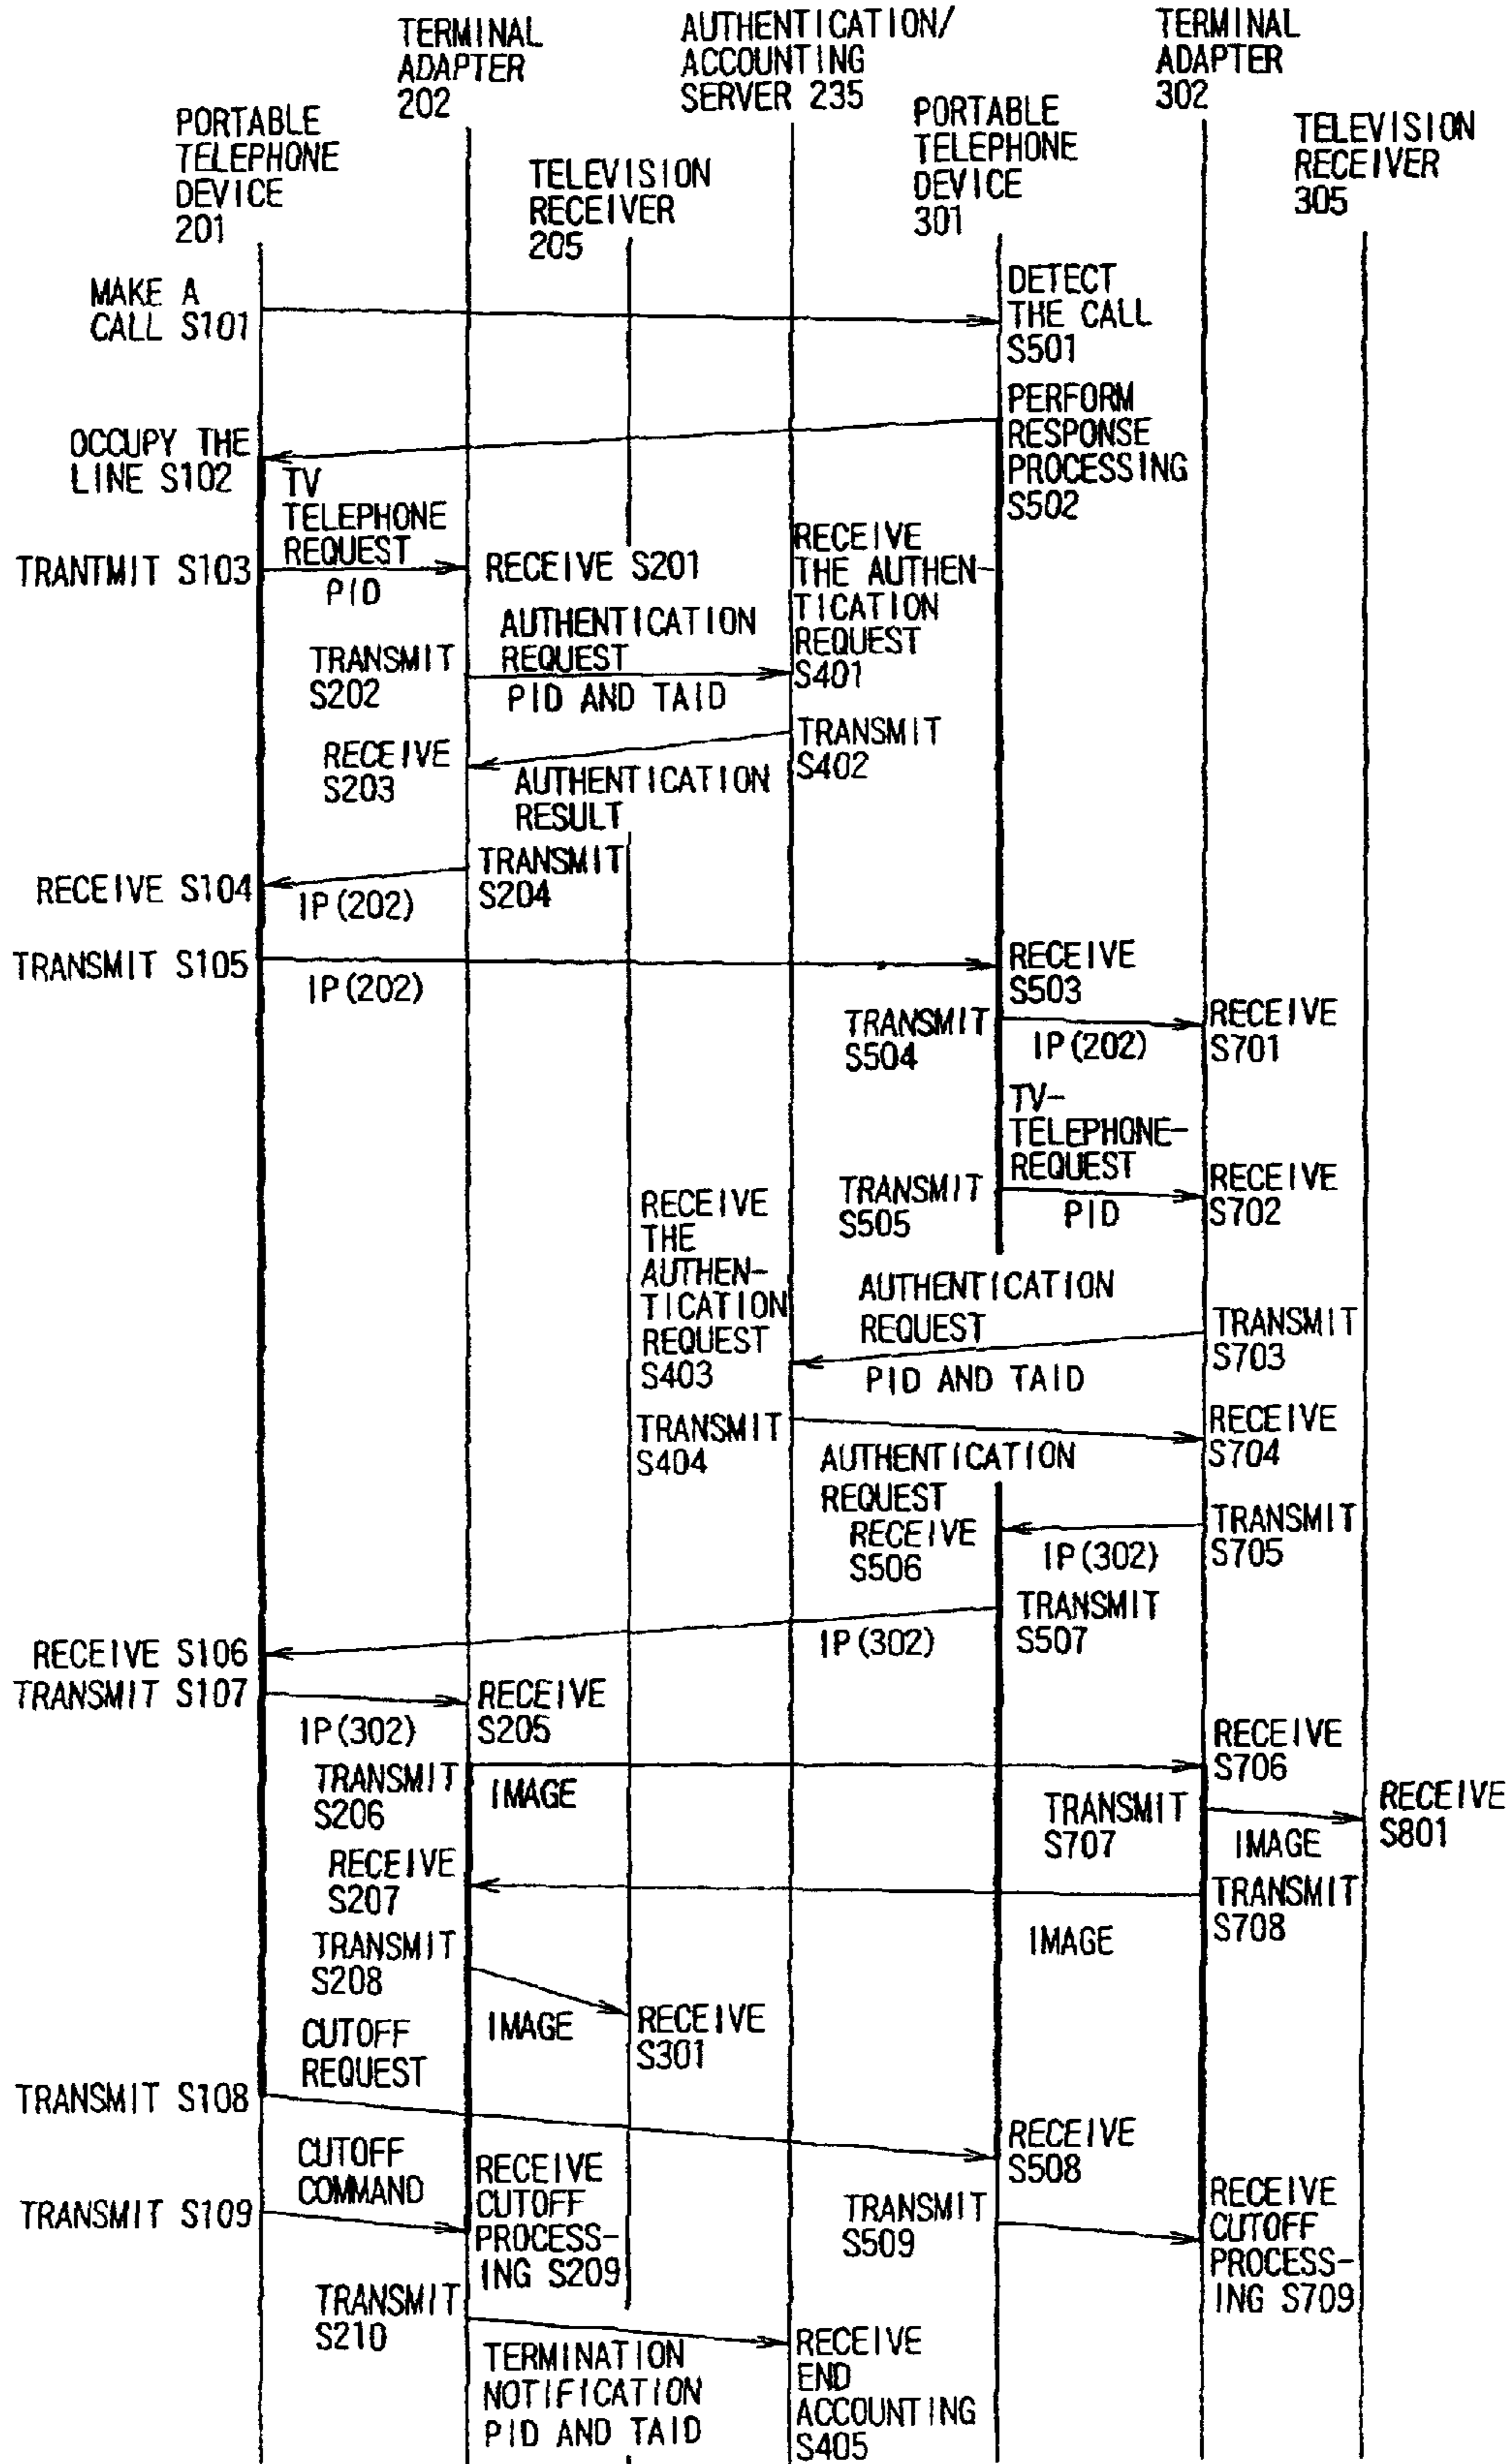 PORTABLE
TELEPHONE
DEVICE
201
TERMINAL
ADAPTER
202
TELEVISION
RECEIVER
205
AUTHENTICATION/
ACCOUNTING
SERVER 235
PORTABLE
TELEPHONE
DEVICE
301
TERMINAL
ADAPTER
302
TELEVISION
RECEIVER
305
MAKE A
CALL S101
DETECT
THE CALL
S501
PERFORM
RESPONSE
PROCESSING
S502
OCCUPY THE
LINE S102
TV
TELEPHONE
REQUEST
TRANTMIT S103
PID
RECEIVE S201
RECEIVE
THE AUTHEN-
TICATION
REQUEST
S401
TRANSMIT
S202
AUTHENTICATION
REQUEST
PID AND TAID
TRANSMIT
S402
RECEIVE
S203
AUTHENTICATION
RESULT
TRANSMIT
S204
RECEIVE S104
IP(202)
TRANSMIT S105
IP(202)
RECEIVE
S503
TRANSMIT
S504
IP(202)
RECEIVE
S701
TV-
TELEPHONE-
REQUEST
TRANSMIT
S505
PID
RECEIVE
S702
RECEIVE
THE
AUTHEN-
TICATION
REQUEST
S403
AUTHENTICATION
REQUEST
PID AND TAID
TRANSMIT
S703
TRANSMIT
S404
AUTHENTICATION
REQUEST
RECEIVE
S704
RECEIVE
S506
IP(302)
TRANSMIT
S705
TRANSMIT
S507
IP(302)
RECEIVE S106
TRANSMIT S107
IP(302)
RECEIVE
S205
TRANSMIT
S206
IMAGE
RECEIVE
S706
TRANSMIT
S707
IMAGE
RECEIVE
S801
RECEIVE
S207
TRANSMIT
S708
IMAGE
TRANSMIT
S208
IMAGE
RECEIVE
S301
CUTOFF
REQUEST
TRANSMIT S108
RECEIVE
S508
CUTOFF
COMMAND
TRANSMIT S109
RECEIVE
CUTOFF
PROCESS-
ING S209
TRANSMIT
S509
RECEIVE
CUTOFF
PROCESS-
ING S709
TRANSMIT
S210
TERMINATION
NOTIFICATION
PID AND TAID
RECEIVE
END
ACCOUNTING
S405